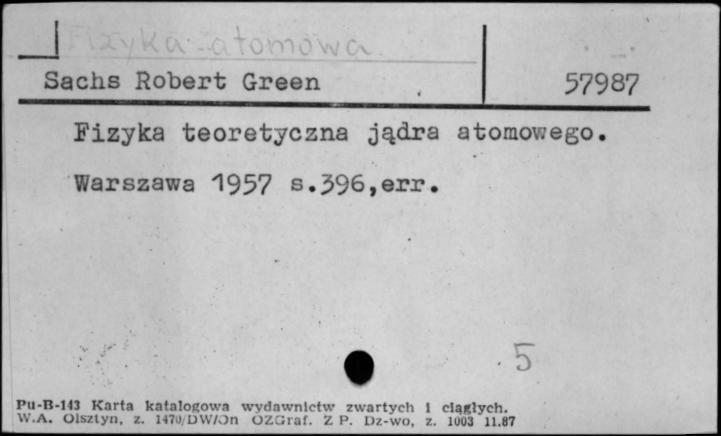 Fizyka atomowa
Sachs Robert Green 57987
Fizyka teoretyczna jądra atomowego.
Warszawa 1957 s.396,err.
5
Pu-B-143 Karta katalogowa wydawnictw zwartych i ciągłych.
W.A. Olsztyn, z. 1470/DW/On OZGraf. Z P. Dz-wo, z. 1003 11.87